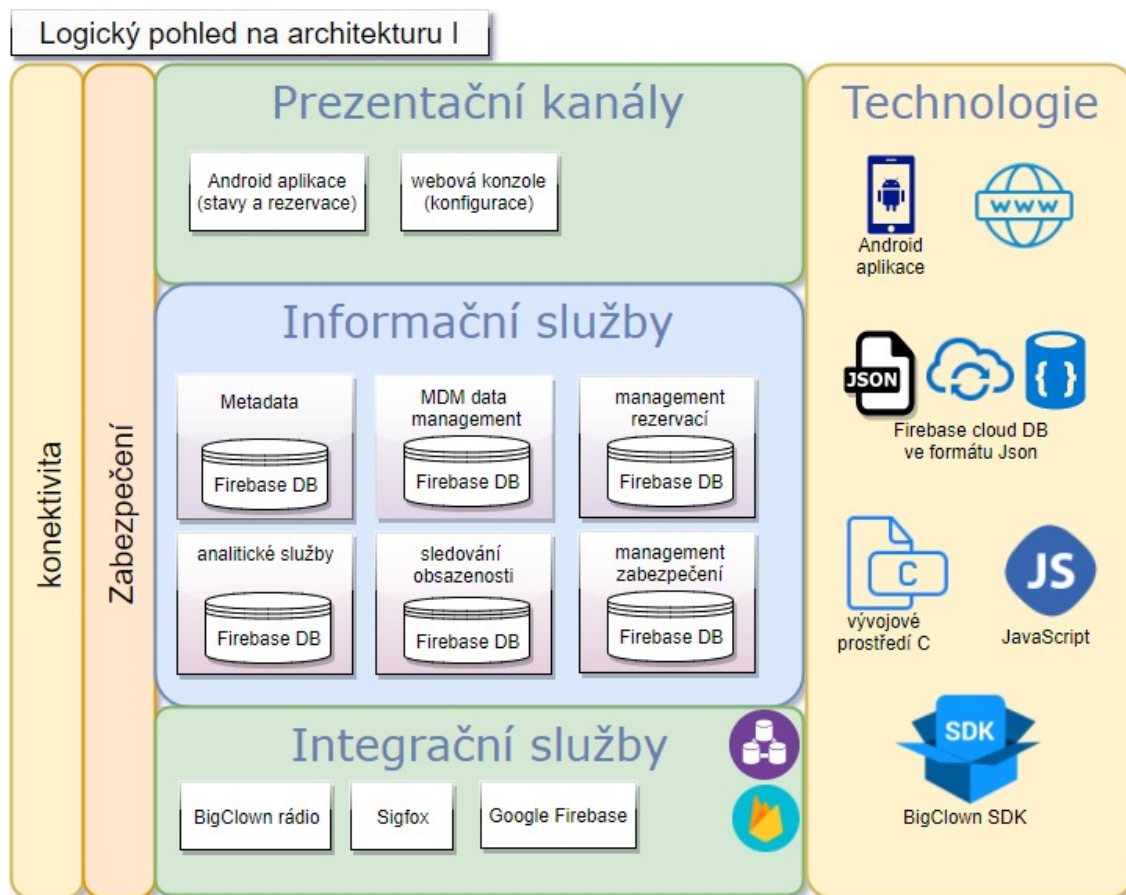 Logický pohled na architekturu I
konektivita
Zabezpečení
Prezentační kanály
Android aplikace
(stavy a rezervace)
webová konzole
(konfigurace)
Informační služby
Metadata
Firebase DB
MDM data
management
Firebase DB
management
rezervací
Firebase DB
analitické služby
Firebase DB
sledování
obsazenosti
Firebase DB
management
zabezpečení
Firebase DB
Integrační služby
BigClown rádio
Sigfox
Google Firebase
Technologie
Android
aplikace
WWW
JSON
{ }
Firebase cloud DB
ve formátu Json
C
vývojové
prostředí C
JS
JavaScript
SDK
BigClown SDK